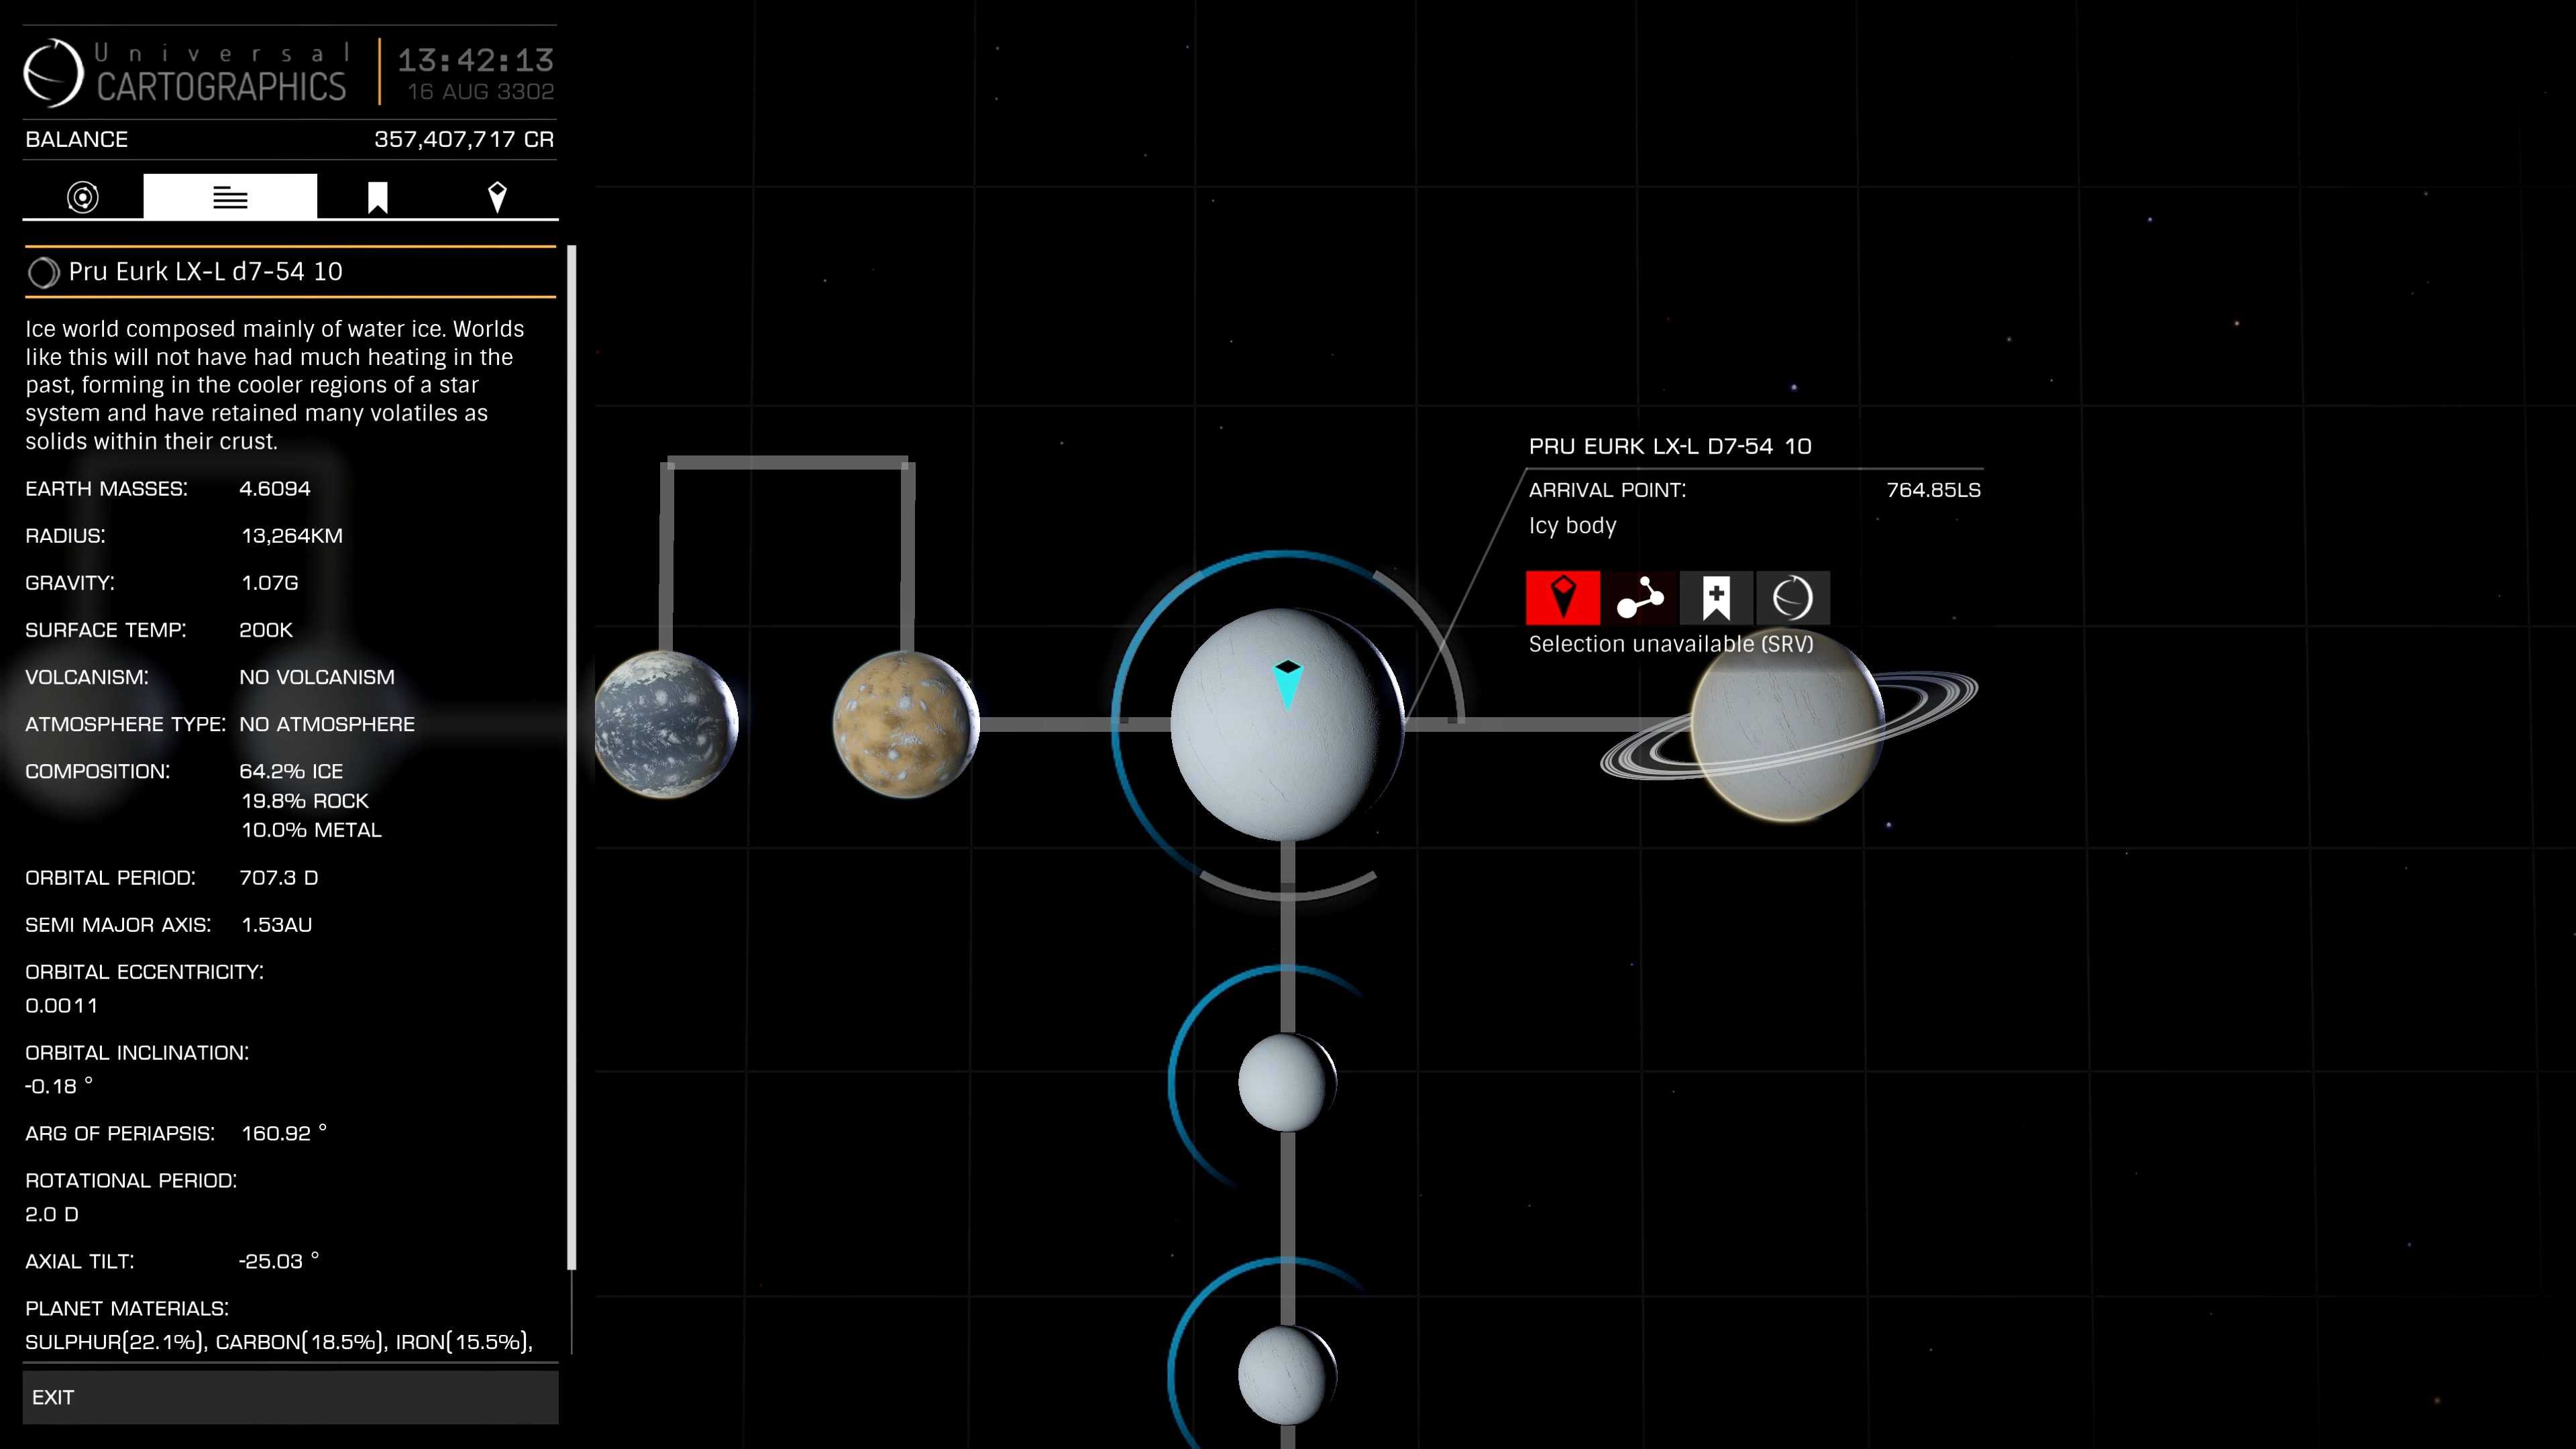 Universal
CARTOGRAPHICS
13:42:13
16 AUG 3302
BALANCE 357,407,717 CR
Pru Eurk LX-L d7-54 10
Ice world composed mainly of water ice. Worlds
like this will not have had much heating in the
past, forming in the cooler regions of a star
system and have retained many volatiles as
solids within their crust.
EARTH MASSES: 4.6094
RADIUS: 13,264KM
GRAVITY: 1.07G
SURFACE TEMP: 200K
VOLCANISM: NO VOLCANISM
ATMOSPHERE TYPE: NO ATMOSPHERE
COMPOSITION: 64.2% ICE
19.8% ROCK
10.0% METAL
ORBITAL PERIOD: 707.3 D
SEMI MAJOR AXIS: 1.53AU
ORBITAL ECCENTRICITY:
0.0011
ORBITAL INCLINATION:
-0.18 °
ARG OF PERIAPSIS: 160.92 °
ROTATIONAL PERIOD:
2.0 D
AXIAL TILT: -25.03 °
PLANET MATERIALS:
SULPHUR(22.1%), CARBON(18.5%), IRON(15.5%),
EXIT
PRU EURK LX-L D7-54 10
ARRIVAL POINT: 764.85LS
Icy body
Selection unavailable (SRV)